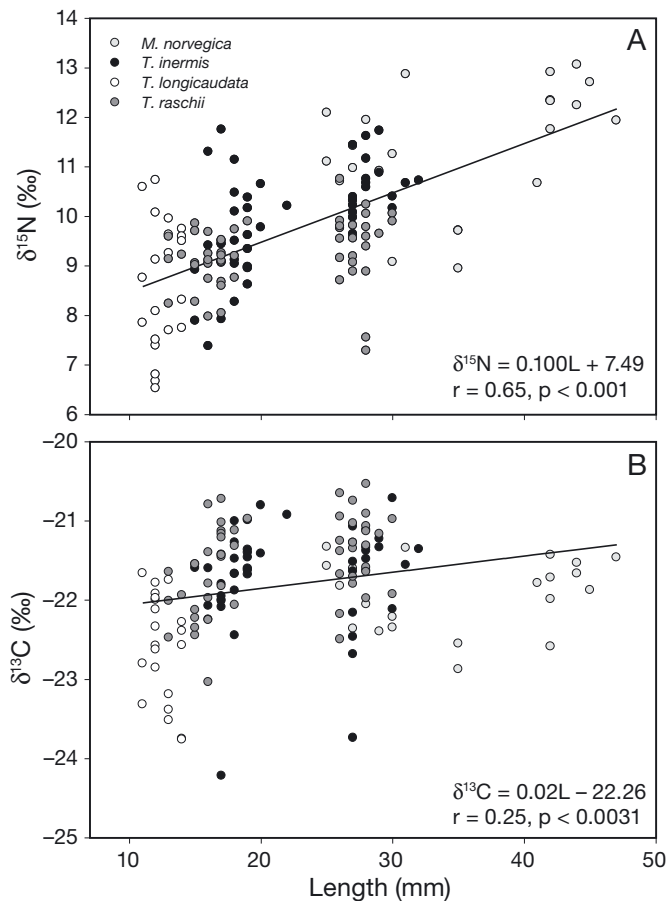 14
13
12
11
10
9
8
7
6
δ¹⁵N (‰)
M. norvegica
T. inermis
T. longicaudata
T. raschii
A
δ¹⁵N = 0.100L + 7.49
r = 0.65, p < 0.001
−20
−21
−22
−23
−24
−25
δ¹³C (‰)
B
δ¹³C = 0.02L − 22.26
r = 0.25, p < 0.0031
10 20 30 40 50
Length (mm)